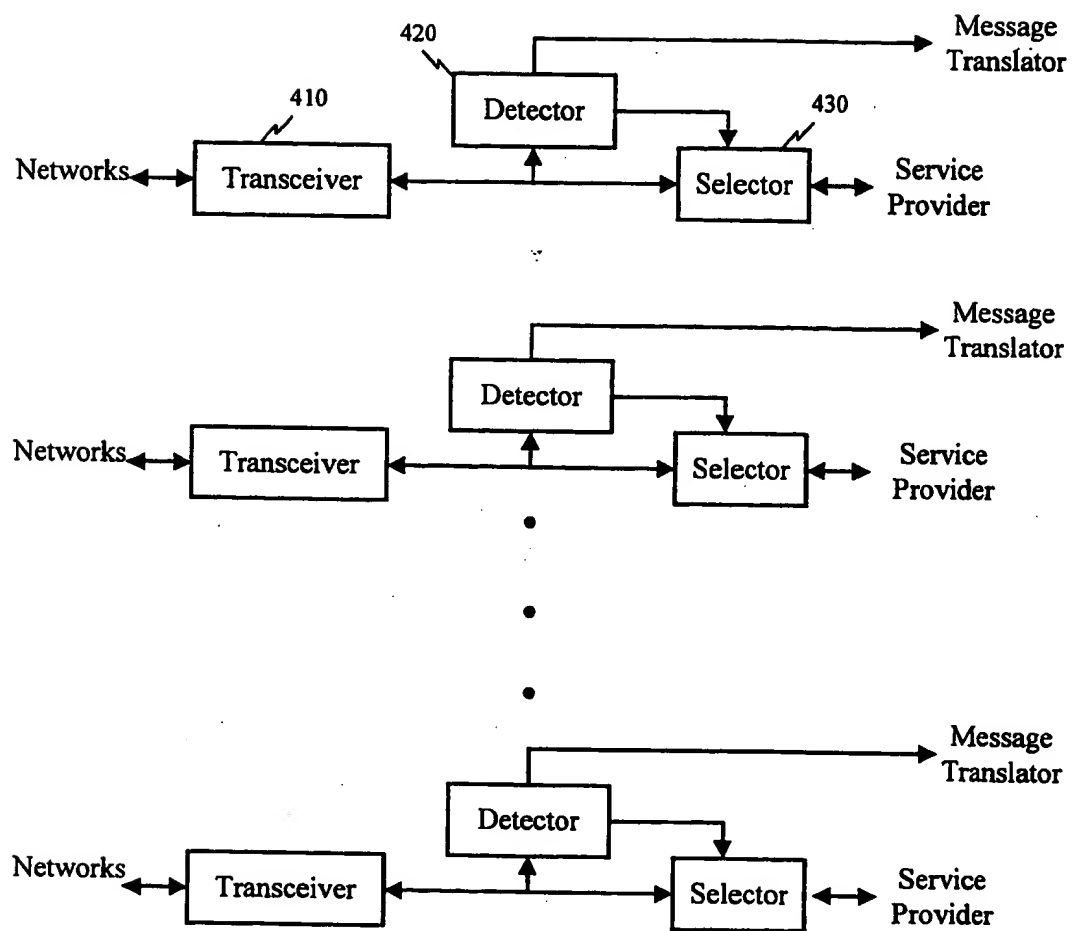 Message
Translator
420
Detector
410
430
Networks
Transceiver
Selector
Service
Provider
Message
Translator
Detector
Networks
Transceiver
Selector
Service
Provider
Message
Translator
Detector
Networks
Transceiver
Selector
Service
Provider